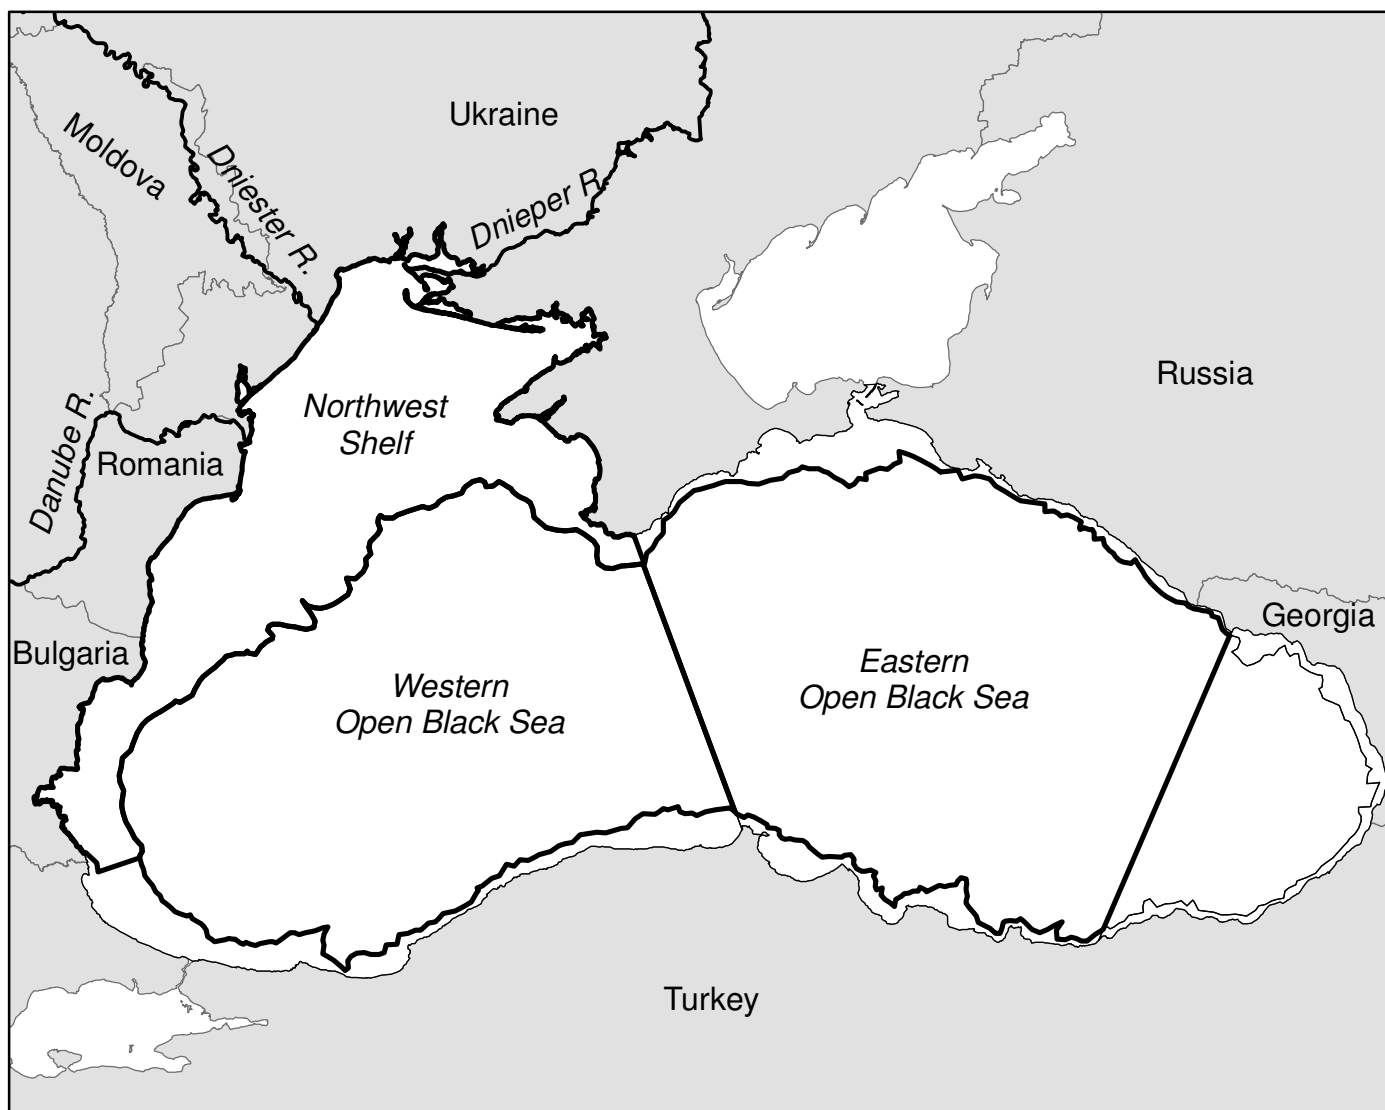 Ukraine
Moldova
Dniester R.
Dnieper R.
Russia
Northwest
Shelf
Danube R.
Romania
Georgia
Bulgaria
Eastern
Open Black Sea
Western
Open Black Sea
Turkey